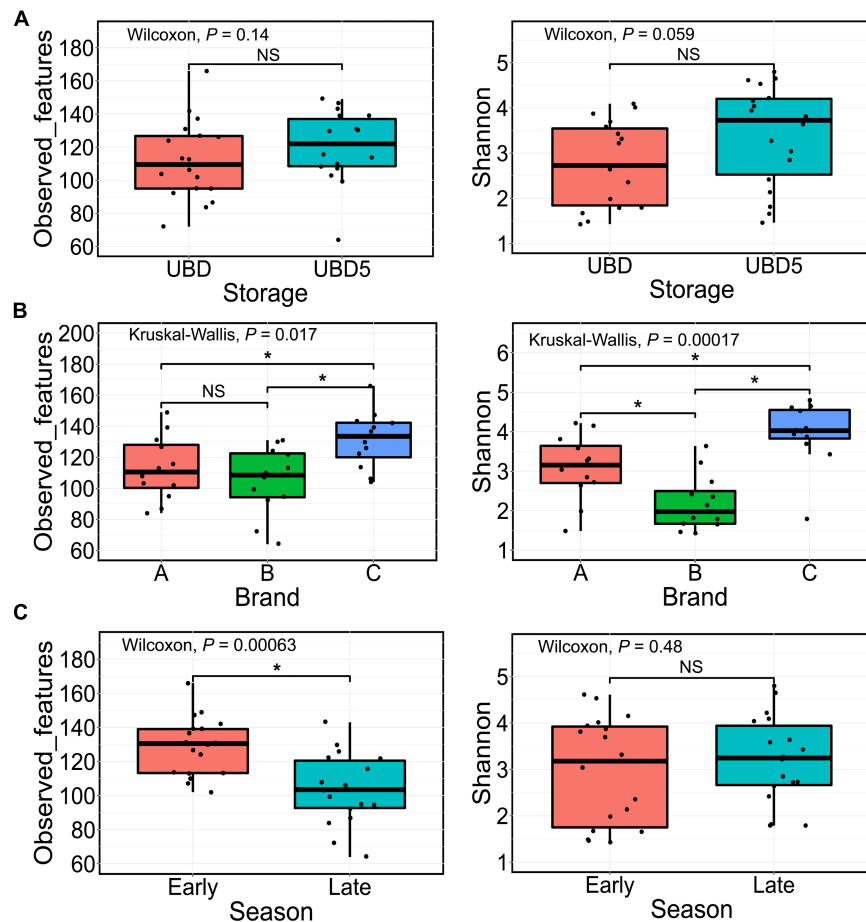 A
Wilcoxon, P = 0.14
NS
Observed_features
180
160
140
120
100
80
60
UBD
UBD5
Storage
Wilcoxon, P = 0.059
NS
Shannon
5
4
3
2
1
UBD
UBD5
Storage
B
Kruskal-Wallis, P = 0.017
*
*
NS
Observed_features
200
180
160
140
120
100
80
60
A
B
C
Brand
Kruskal-Wallis, P = 0.00017
*
*
*
Shannon
6
5
4
3
2
1
A
B
C
Brand
C
Wilcoxon, P = 0.00063
*
Observed_features
180
160
140
120
100
80
60
Early
Late
Season
Wilcoxon, P = 0.48
NS
Shannon
5
4
3
2
1
Early
Late
Season